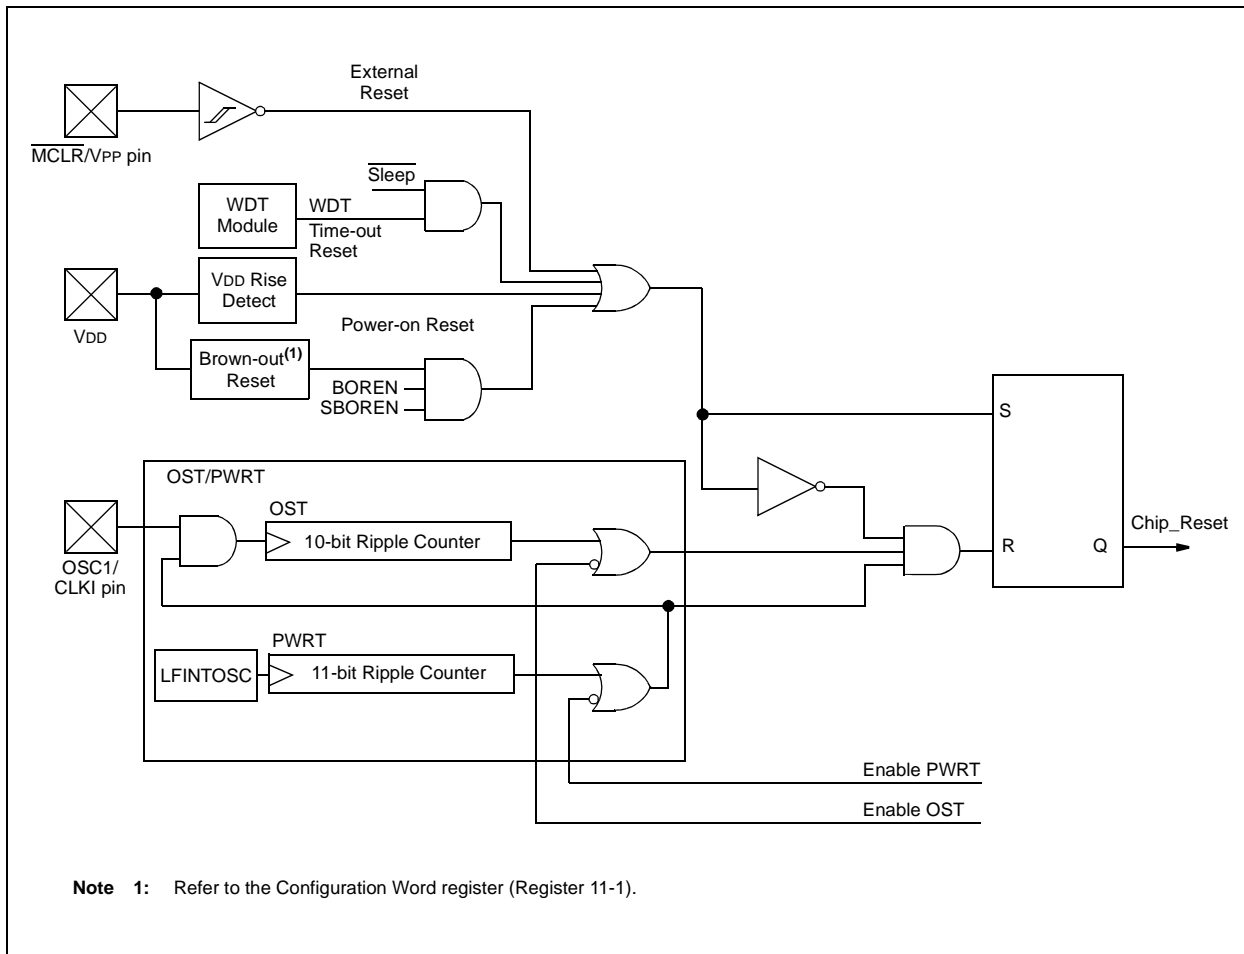 External
Reset
MCLR/VPP pin
Sleep
WDT
Module
WDT
Time-out
Reset
VDD Rise
Detect
VDD
Power-on Reset
Brown-out(1)
Reset
BOREN
SBOREN
S
OST/PWRT
OST
10-bit Ripple Counter
OSC1/
CLKI pin
Chip_Reset
R
Q
PWRT
LFINTOSC
11-bit Ripple Counter
Enable PWRT
Enable OST
Note 1: Refer to the Configuration Word register (Register 11-1).